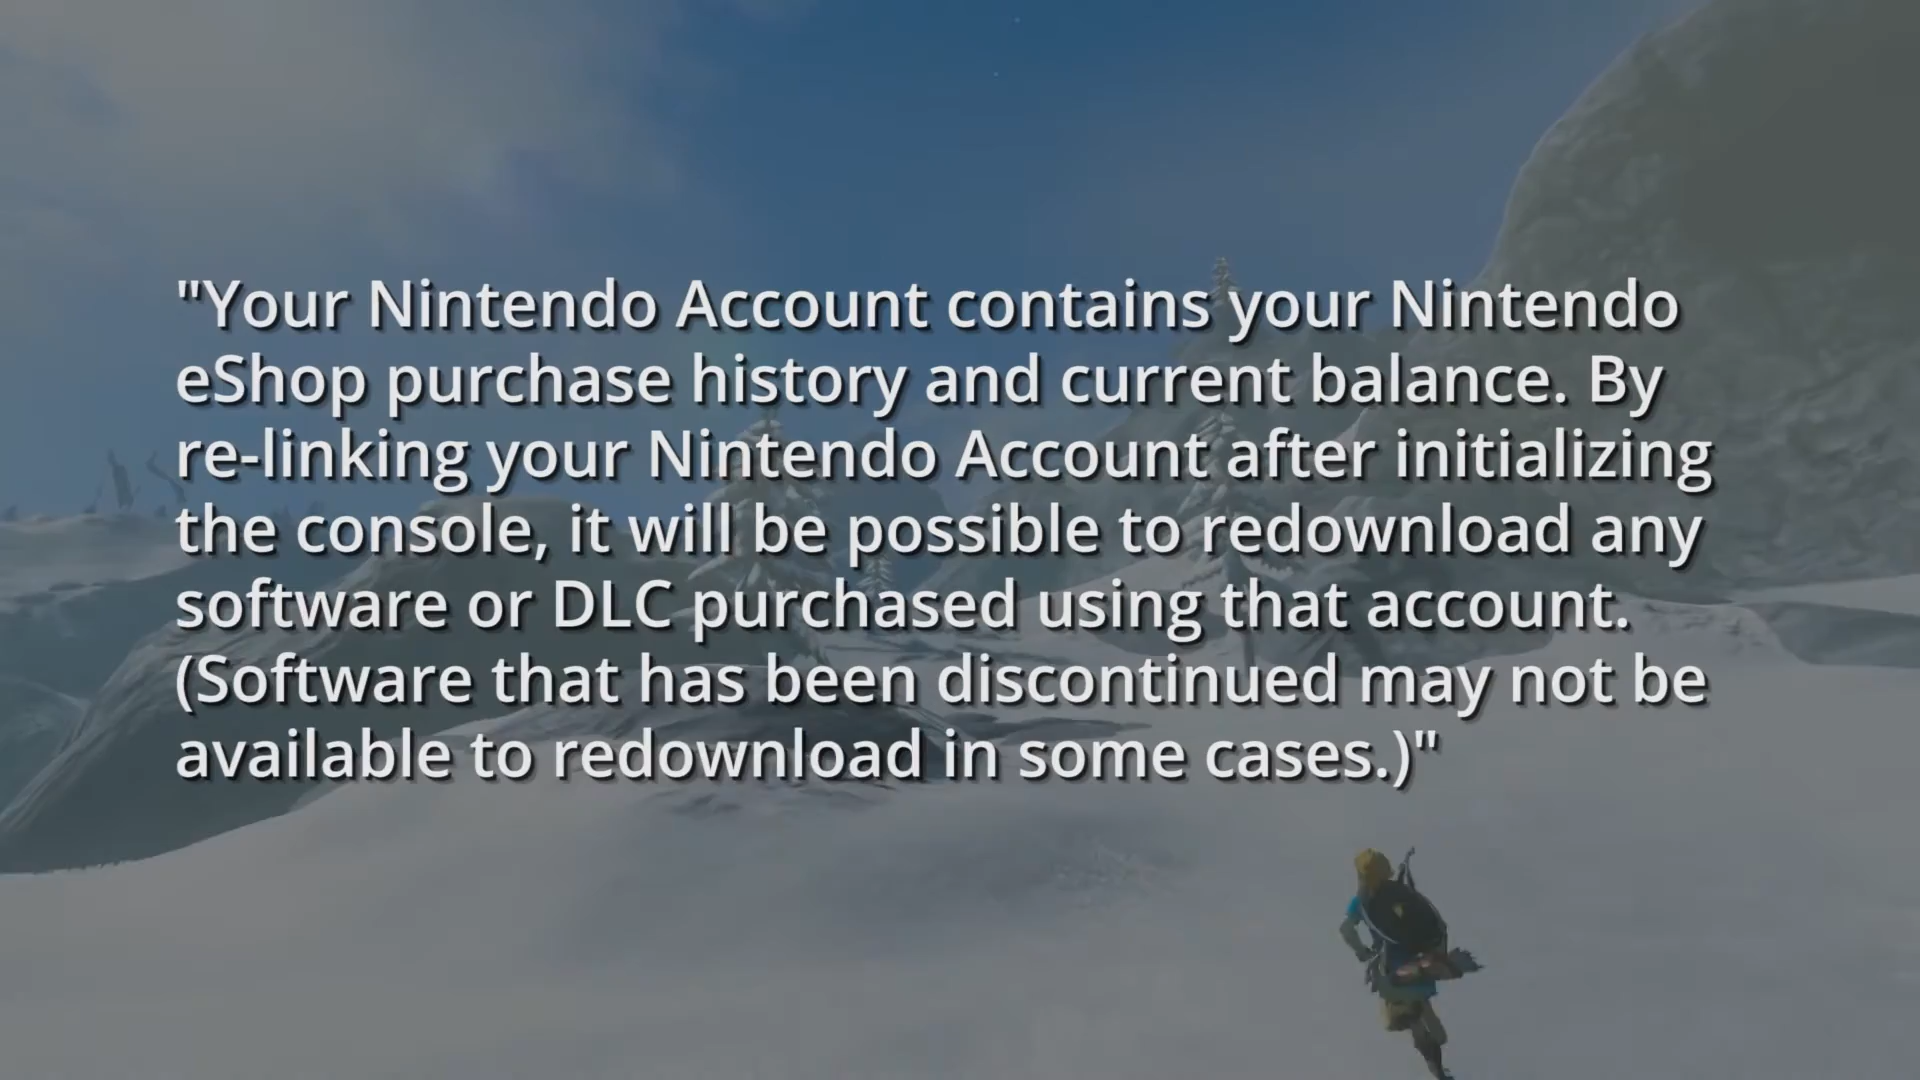 "Your Nintendo Account contains your Nintendo
eShop purchase history and current balance. By
re-linking your Nintendo Account after initializing
the console, it will be possible to redownload any
software or DLC purchased using that account.
(Software that has been discontinued may not be
available to redownload in some cases.)"